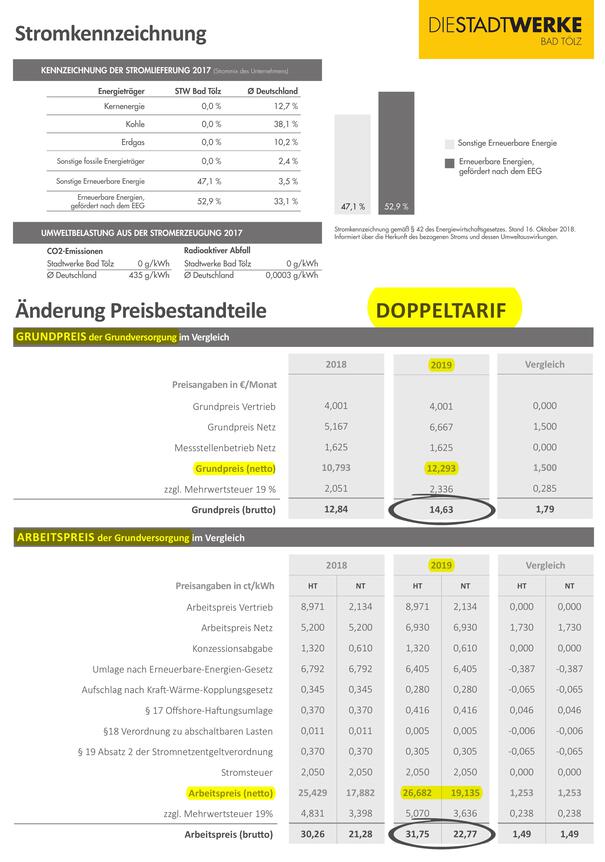 Stromkennzeichnung
DIESTADTWERKE
BAD TÖLZ
KENNZEICHNUNG DER STROMLIEFERUNG 2017 (Strommix des Unternehmens)
Energieträger STW Bad Tölz Ø Deutschland
Kernenergie 0,0 % 12,7 %
Kohle 0,0 % 38,1 %
Erdgas 0,0 % 10,2 %
Sonstige fossile Energieträger 0,0 % 2,4 %
Sonstige Erneuerbare Energie 47,1 % 3,5 %
Erneuerbare Energien,
gefördert nach dem EEG 52,9 % 33,1 %
47,1 % 52,9 %
Sonstige Erneuerbare Energie
Erneuerbare Energien,
gefördert nach dem EEG
UMWELTBELASTUNG AUS DER STROMERZEUGUNG 2017
CO2-Emissionen Radioaktiver Abfall
Stadtwerke Bad Tölz 0 g/kWh Stadtwerke Bad Tölz 0 g/kWh
Ø Deutschland 435 g/kWh Ø Deutschland 0,0003 g/kWh
Stromkennzeichnung gemäß § 42 des Energiewirtschaftsgesetzes, Stand 16. Oktober 2018.
Informiert über die Herkunft des bezogenen Stroms und dessen Umweltauswirkungen.
Änderung Preisbestandteile DOPPELTARIF
GRUNDPREIS der Grundversorgung im Vergleich
2018 2019 Vergleich
Preisangaben in €/Monat
Grundpreis Vertrieb 4,001 4,001 0,000
Grundpreis Netz 5,167 6,667 1,500
Messstellenbetrieb Netz 1,625 1,625 0,000
Grundpreis (netto) 10,793 12,293 1,500
zzgl. Mehrwertsteuer 19 % 2,051 2,336 0,285
Grundpreis (brutto) 12,84 14,63 1,79
ARBEITSPREIS der Grundversorgung im Vergleich
2018 2019 Vergleich
Preisangaben in ct/kWh HT NT HT NT HT NT
Arbeitspreis Vertrieb 8,971 2,134 8,971 2,134 0,000 0,000
Arbeitspreis Netz 5,200 5,200 6,930 6,930 1,730 1,730
Konzessionsabgabe 1,320 0,610 1,320 0,610 0,000 0,000
Umlage nach Erneuerbare-Energien-Gesetz 6,792 6,792 6,405 6,405 -0,387 -0,387
Aufschlag nach Kraft-Wärme-Kopplungsgesetz 0,345 0,345 0,280 0,280 -0,065 -0,065
§ 17 Offshore-Haftungsumlage 0,370 0,370 0,416 0,416 0,046 0,046
§18 Verordnung zu abschaltbaren Lasten 0,011 0,011 0,005 0,005 -0,006 -0,006
§ 19 Absatz 2 der Stromnetzentgeltverordnung 0,370 0,370 0,305 0,305 -0,065 -0,065
Stromsteuer 2,050 2,050 2,050 2,050 0,000 0,000
Arbeitspreis (netto) 25,429 17,882 26,682 19,135 1,253 1,253
zzgl. Mehrwertsteuer 19% 4,831 3,398 5,070 3,636 0,238 0,238
Arbeitspreis (brutto) 30,26 21,28 31,75 22,77 1,49 1,49